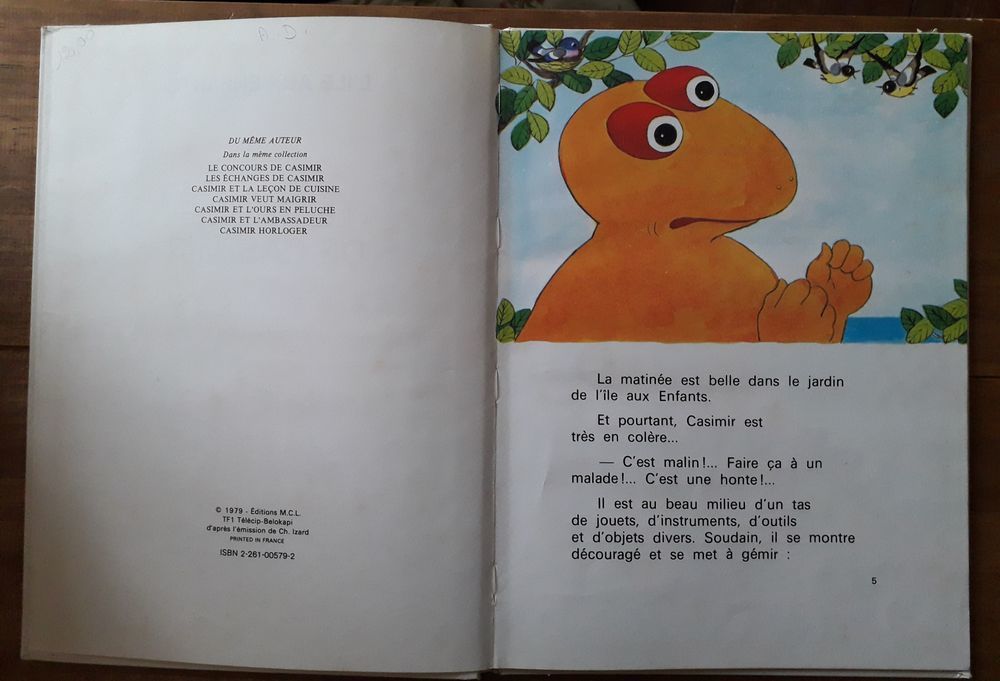 18,00
A. D.
DU MÊME AUTEUR
Dans la même collection
LE CONCOURS DE CASIMIR
LES ÉCHANGES DE CASIMIR
CASIMIR ET LA LEÇON DE CUISINE
CASIMIR VEUT MAIGRIR
CASIMIR ET L'OURS EN PELUCHE
CASIMIR ET L'AMBASSADEUR
CASIMIR HORLOGER
© 1979 - Éditions M.C.L.
TF1 Télécip-Belokapi
d'après l'émission de Ch. Izard
PRINTED IN FRANCE
ISBN 2-261-00579-2
La matinée est belle dans le jardin
de l'île aux Enfants.
Et pourtant, Casimir est
très en colère...
— C'est malin!... Faire ça à un
malade!... C'est une honte!...
Il est au beau milieu d'un tas
de jouets, d'instruments, d'outils
et d'objets divers. Soudain, il se montre
découragé et se met à gémir :
5